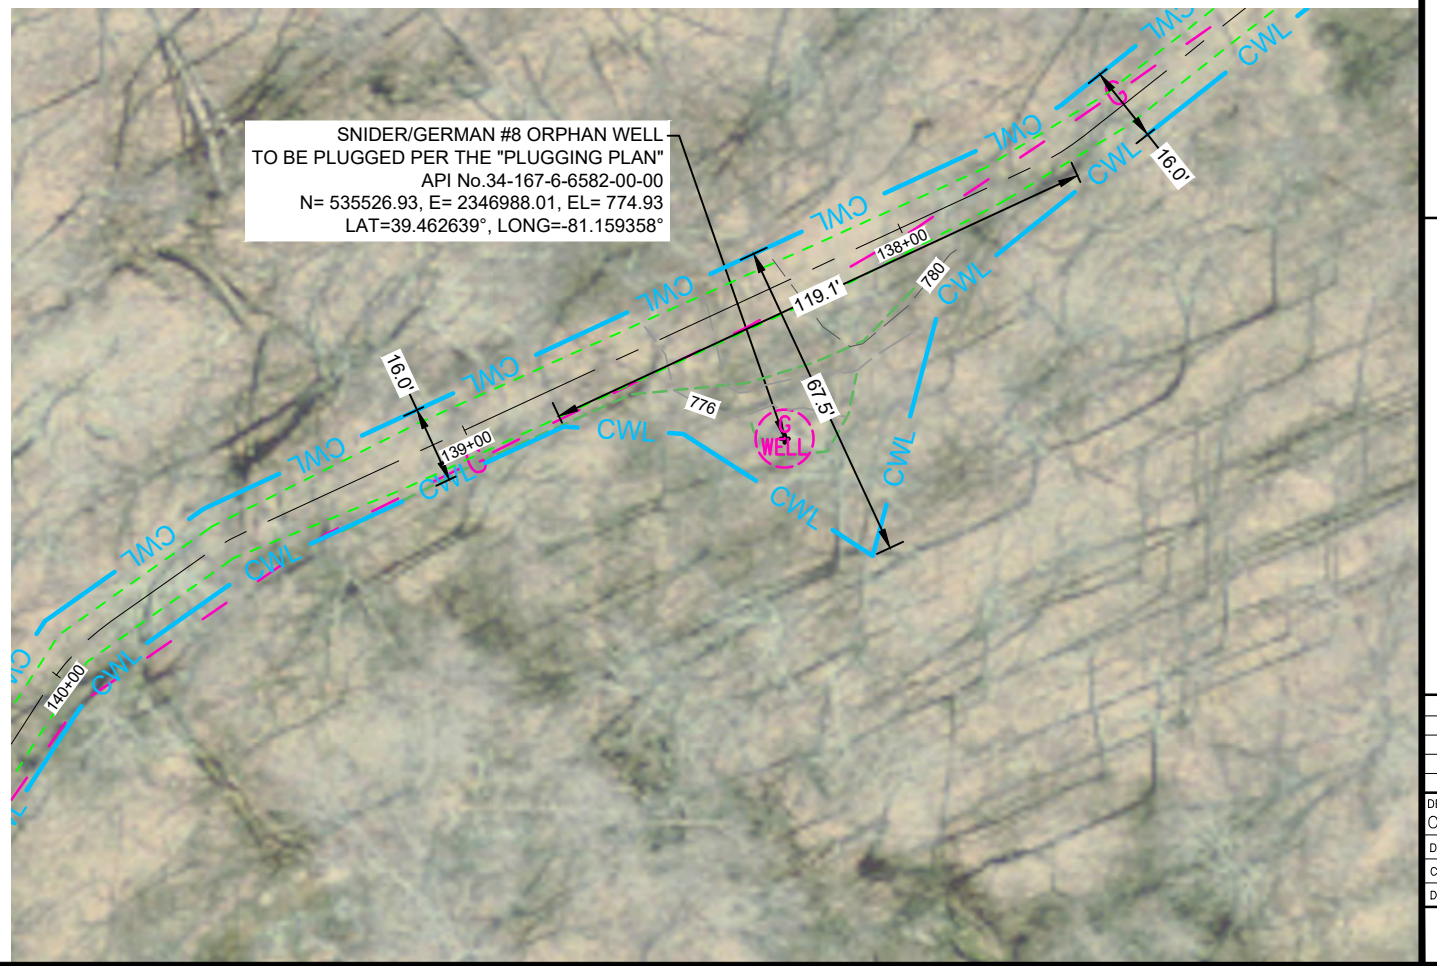 SNIDER/GERMAN #8 ORPHAN WELL
TO BE PLUGGED PER THE "PLUGGING PLAN"
API No.34-167-6-6582-00-00
N= 535526.93, E= 2346988.01, EL= 774.93
LAT=39.462639°, LONG=-81.159358°
CWL
CWL
G
CWL
CWL
16.0'
CWL
138+00
780
CWL
119.1'
CWL
16.0'
CWL
67.5'
776
G
WELL
CWL
139+00
CWL
CWL
CWL
G
CWL
CWL
CWL
CWL
140+00